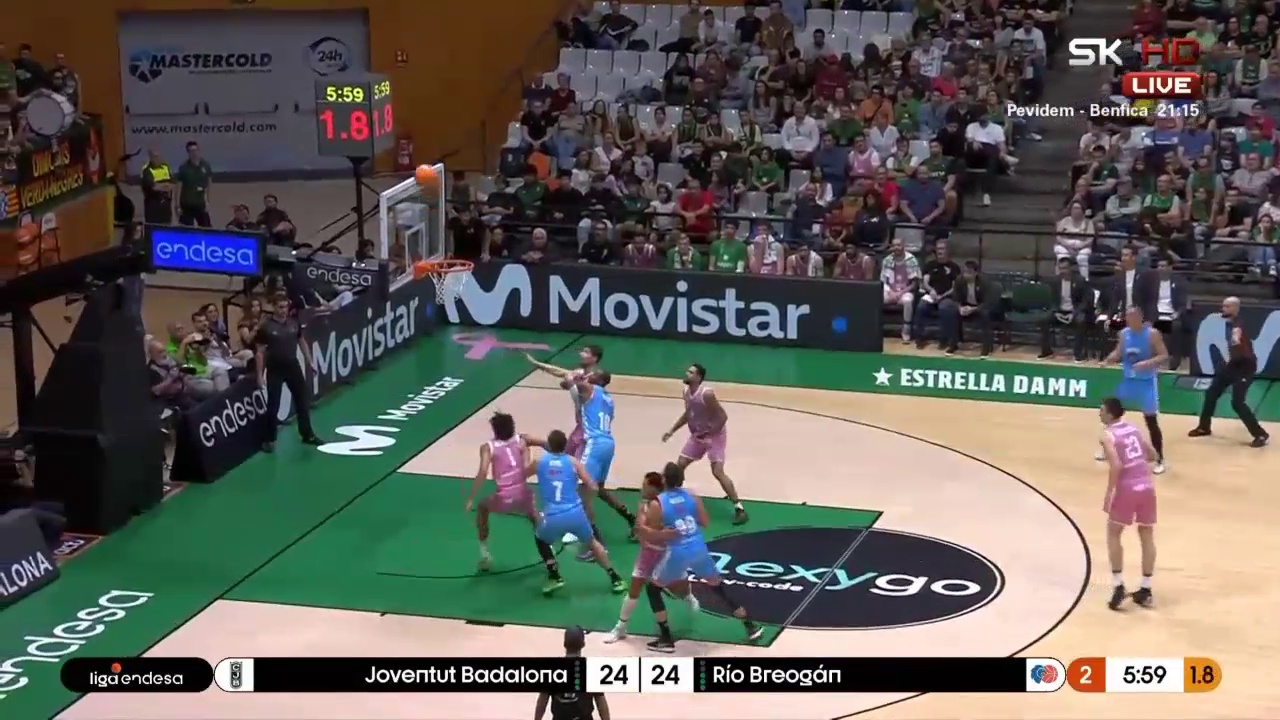 SK HD
LIVE
Pevidem - Benfica 21:15
MASTERCOLD
24h
www.mastercold.com
5:59
5:59
1.8
1.8
VERD-I-NEGRES
endesa
endesa
Movistar
Movistar
endesa
Movistar
ESTRELLA DAMM
1
7
10
23
nexygo
LONA
endesa
liga endesa
Joventut Badalona
24
24
Río Breogán
2
5:59
1.8